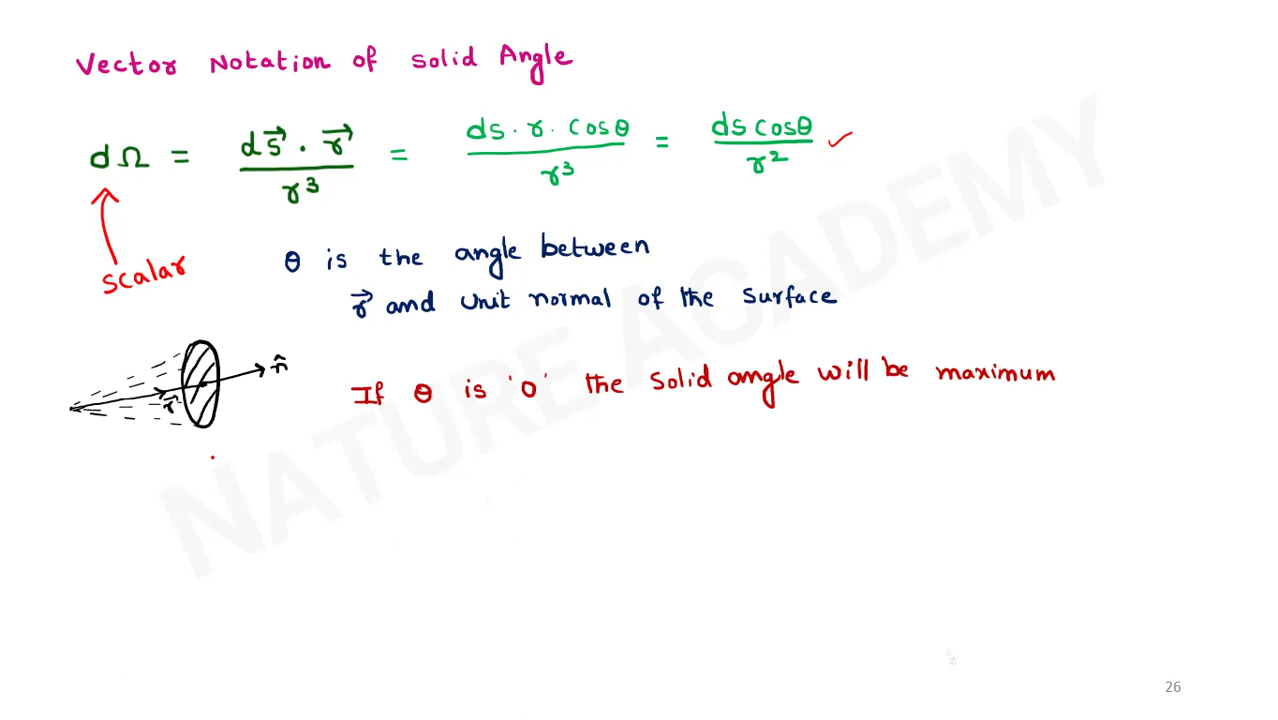 Vector Notation of Solid Angle
dΩ = ds⃗ · r⃗ / r³ = ds · r · cosθ / r³ = ds cosθ / r² ✓
scalar
θ is the angle between
r⃗ and unit normal of the surface
n̂
r⃗
If θ is '0' the solid angle will be maximum
NATURE ACADEMY
26